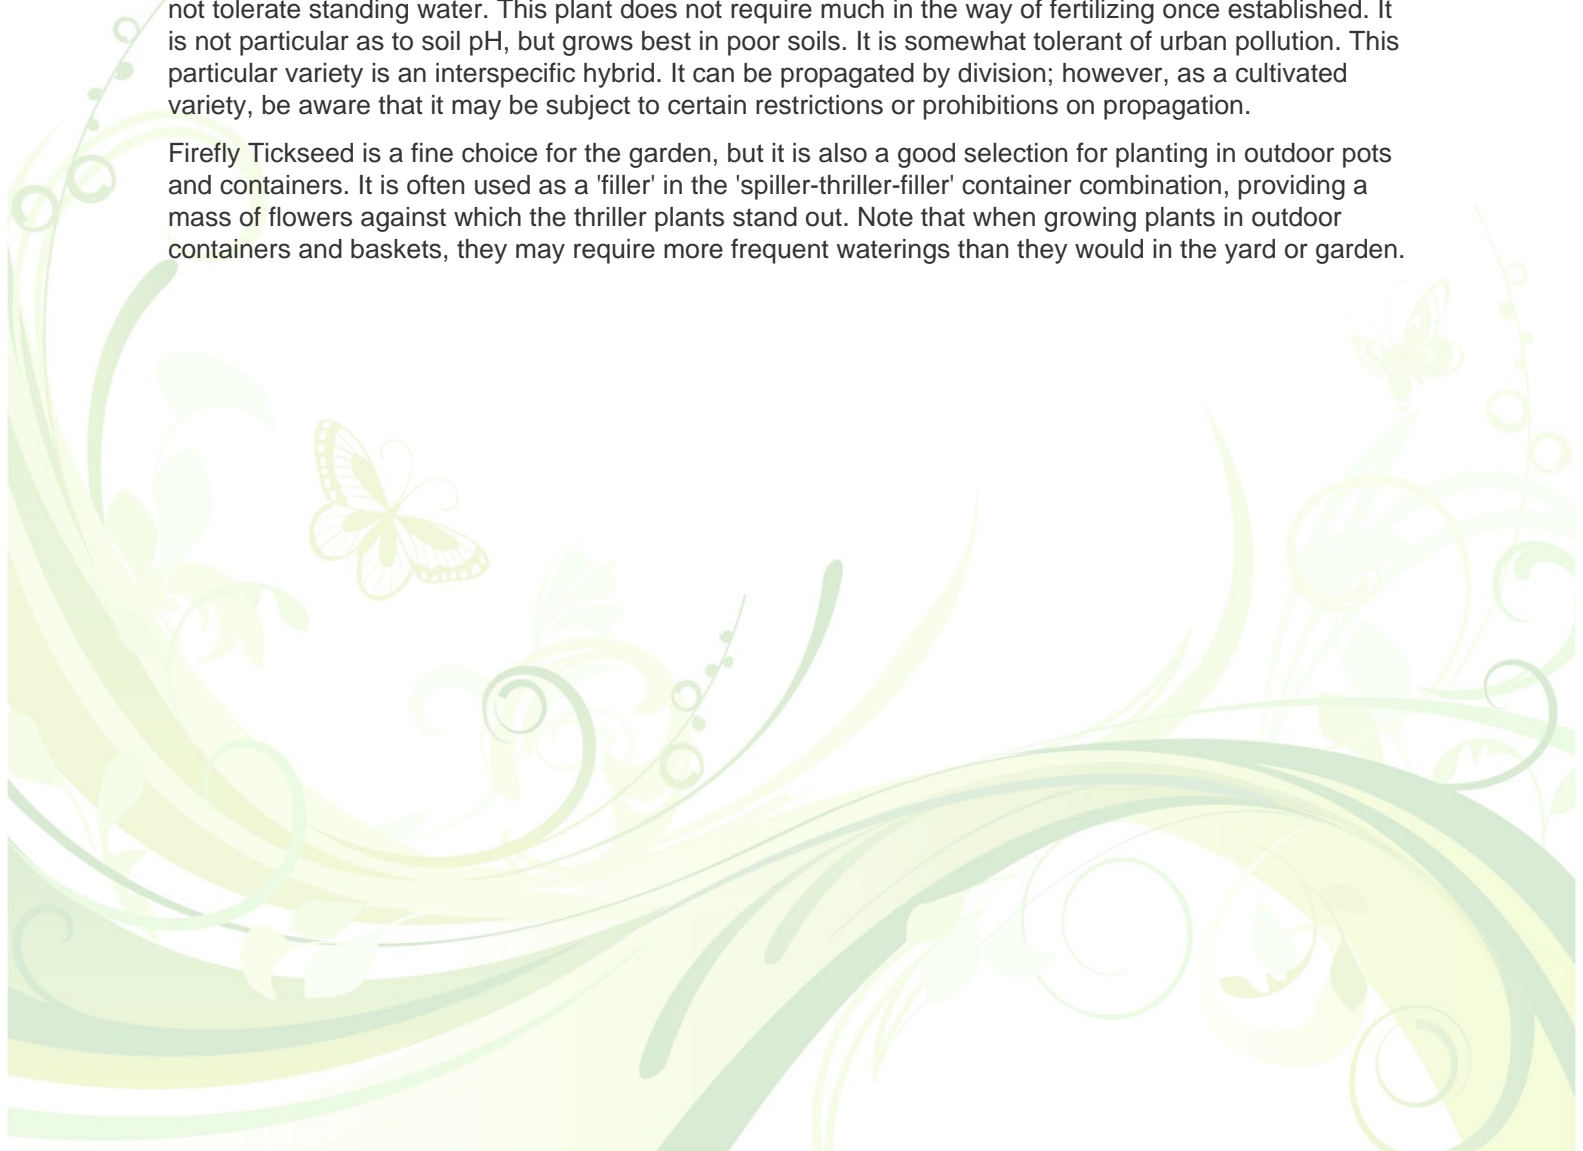 not tolerate standing water. This plant does not require much in the way of fertilizing once established. It
is not particular as to soil pH, but grows best in poor soils. It is somewhat tolerant of urban pollution. This
particular variety is an interspecific hybrid. It can be propagated by division; however, as a cultivated
variety, be aware that it may be subject to certain restrictions or prohibitions on propagation.
Firefly Tickseed is a fine choice for the garden, but it is also a good selection for planting in outdoor pots
and containers. It is often used as a 'filler' in the 'spiller-thriller-filler' container combination, providing a
mass of flowers against which the thriller plants stand out. Note that when growing plants in outdoor
containers and baskets, they may require more frequent waterings than they would in the yard or garden.